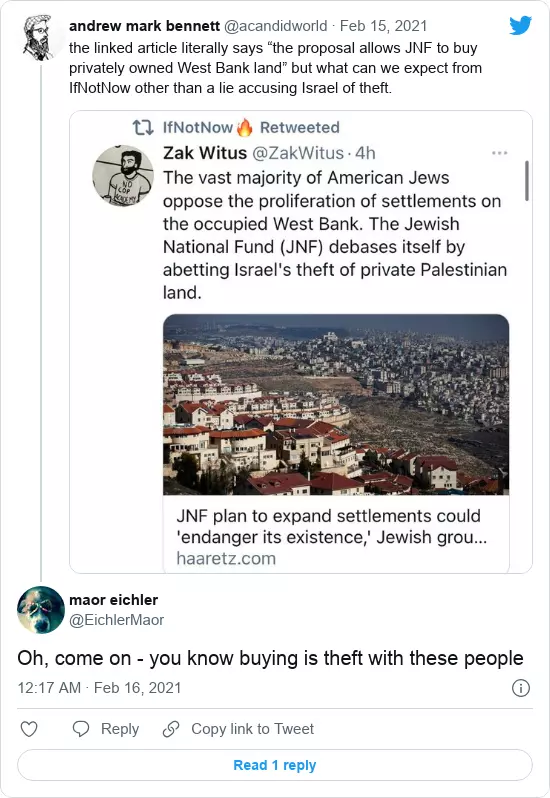 andrew mark bennett @acandidworld · Feb 15, 2021
the linked article literally says “the proposal allows JNF to buy
privately owned West Bank land” but what can we expect from
IfNotNow other than a lie accusing Israel of theft.
IfNotNow🔥 Retweeted
Zak Witus @ZakWitus · 4h
NO COP ACADEMY
The vast majority of American Jews
oppose the proliferation of settlements on
the occupied West Bank. The Jewish
National Fund (JNF) debases itself by
abetting Israel's theft of private Palestinian
land.
JNF plan to expand settlements could
'endanger its existence,' Jewish grou...
haaretz.com
maor eichler
@EichlerMaor
Oh, come on - you know buying is theft with these people
12:17 AM · Feb 16, 2021
Reply
Copy link to Tweet
Read 1 reply